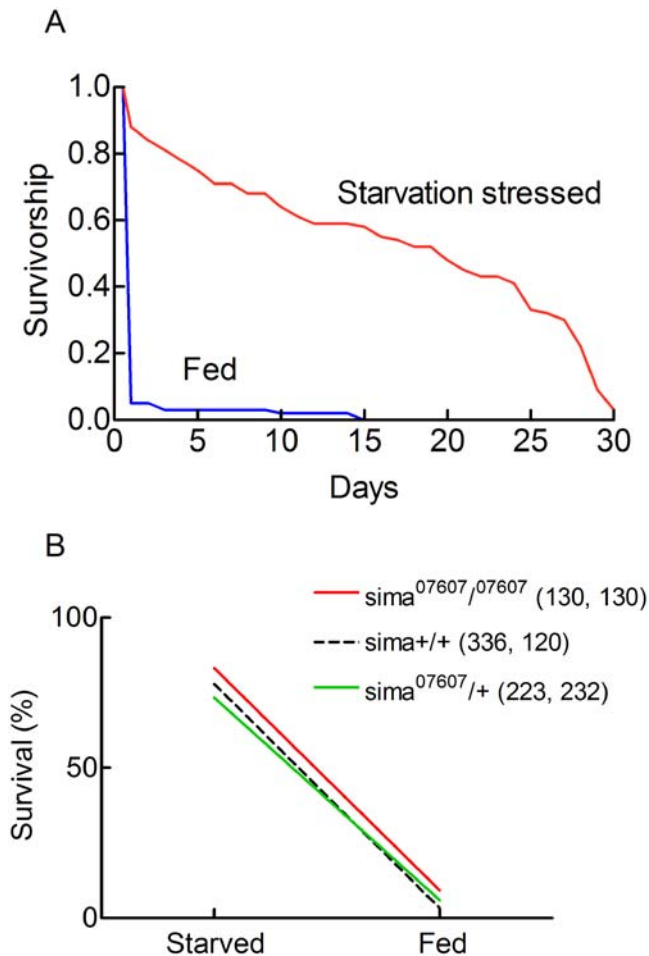 A
1.0
0.8
0.6
0.4
0.2
0.0
Survivorship
Starvation stressed
Fed
0 5 10 15 20 25 30
Days
B
sima07607/07607 (130, 130)
sima+/+ (336, 120)
sima07607/+ (223, 232)
100
50
0
Survival (%)
Starved Fed